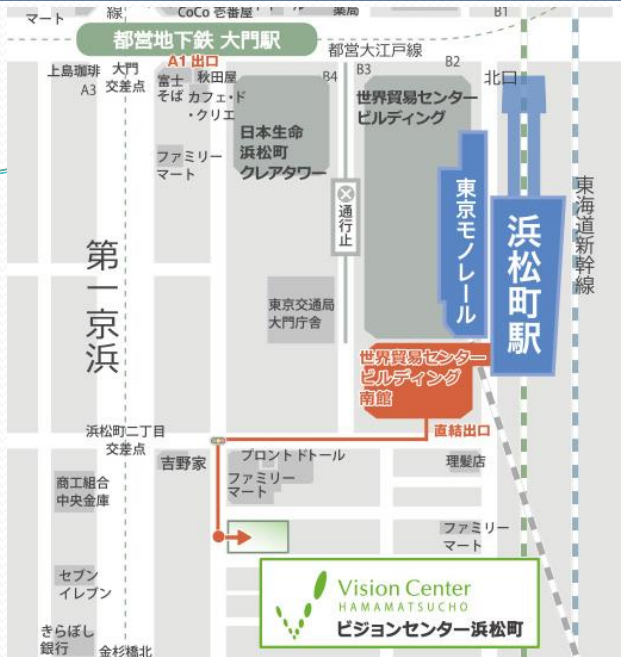 マート
線
CoCo 壱番屋
薬局
B1
都営地下鉄 大門駅
都営大江戸線
A1 出口
上島珈琲
A3
大門
交差点
富士
そば
秋田屋
カフェ・ド
・クリエ
B4
B3
B2
北口
世界貿易センター
ビルディング
日本生命
浜松町
クレアタワー
ファミリー
マート
通行止
東京モノレール
浜松町駅
東海道新幹線
第一京浜
東京交通局
大門庁舎
世界貿易センター
ビルディング
南館
直結出口
浜松町二丁目
交差点
吉野家
プロント
ドトール
ファミリー
マート
理髪店
商工組合
中央金庫
ファミリー
マート
セブン
イレブン
きらぼし
銀行
金杉橋北
Vision Center
HAMAMATSUCHO
ビジョンセンター浜松町